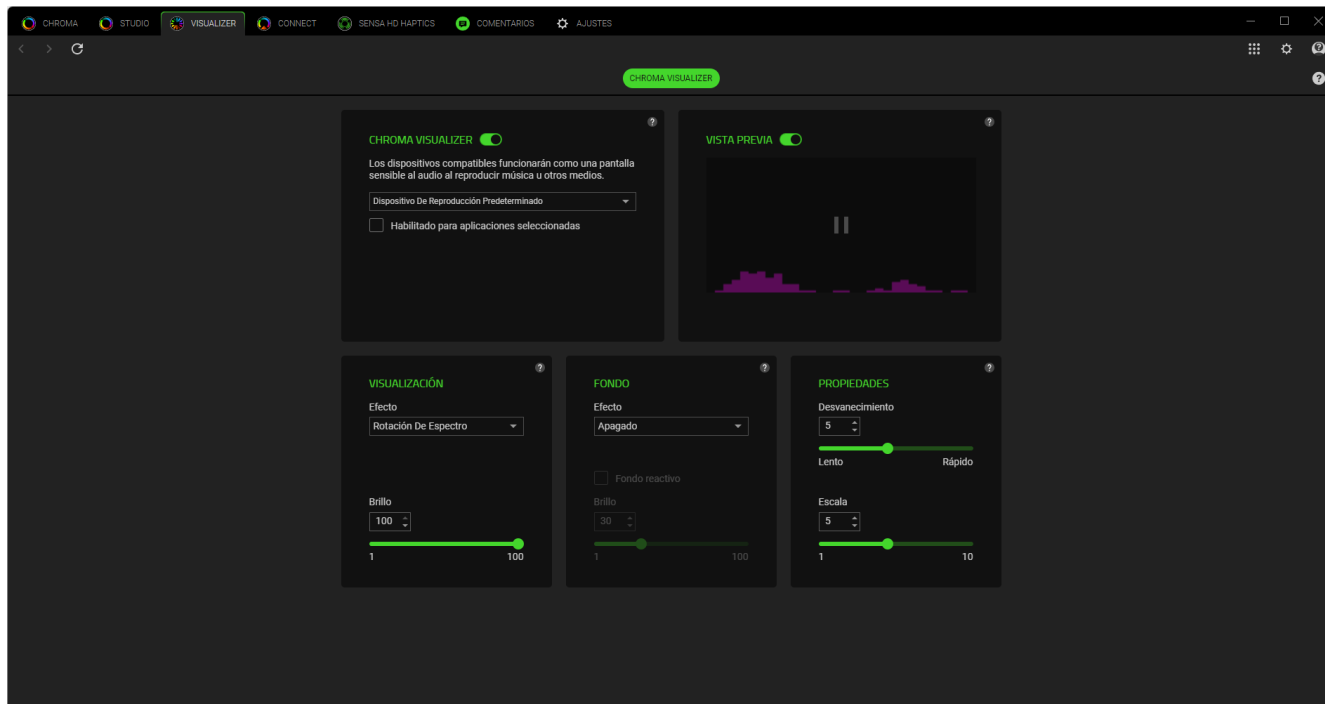 CHROMA
STUDIO
VISUALIZER
CONNECT
SENSA HD HAPTICS
COMENTARIOS
AJUSTES
CHROMA VISUALIZER
CHROMA VISUALIZER
Los dispositivos compatibles funcionarán como una pantalla
sensible al audio al reproducir música u otros medios.
Dispositivo De Reproducción Predeterminado
Habilitado para aplicaciones seleccionadas
VISTA PREVIA
VISUALIZACIÓN
Efecto
Rotación De Espectro
Brillo
100
1 100
FONDO
Efecto
Apagado
Fondo reactivo
Brillo
30
1 100
PROPIEDADES
Desvanecimiento
5
Lento Rápido
Escala
5
1 10